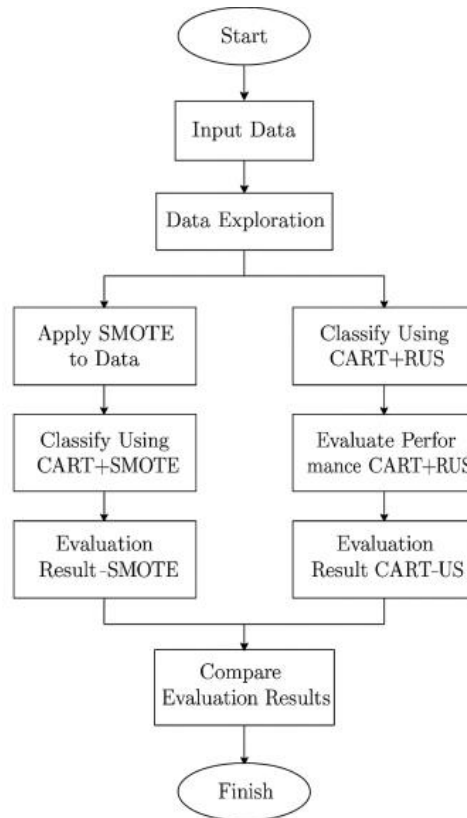 Start
Input Data
Data Exploration
Apply SMOTE
to Data
Classify Using
CART+SMOTE
Evaluation
Result-SMOTE
Classify Using
CART+RUS
Evaluate Perfor
mance CART+RUS
Evaluation
Result CART-US
Compare
Evaluation Results
Finish